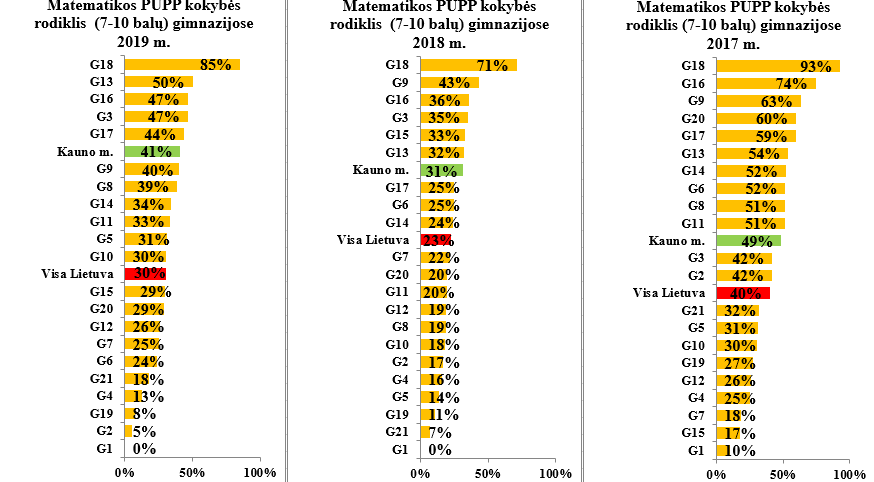 Matematikos PUPP kokybės
rodiklis (7-10 balų) gimnazijose
2019 m.
G18 85%
G13 50%
G16 47%
G3 47%
G17 44%
Kauno m. 41%
G9 40%
G8 39%
G14 34%
G11 33%
G5 31%
G10 30%
Visa Lietuva 30%
G15 29%
G20 29%
G12 26%
G7 25%
G6 24%
G21 18%
G4 13%
G19 8%
G2 5%
G1 0%
0% 50% 100%
Matematikos PUPP kokybės
rodiklis (7-10 balų) gimnazijose
2018 m.
G18 71%
G9 43%
G16 36%
G3 35%
G15 33%
G13 32%
Kauno m. 31%
G17 25%
G6 25%
G14 24%
Visa Lietuva 23%
G7 22%
G20 20%
G11 20%
G12 19%
G8 19%
G10 18%
G2 17%
G4 16%
G5 14%
G19 11%
G21 7%
G1 0%
0% 50% 100%
Matematikos PUPP kokybės
rodiklis (7-10 balų) gimnazijose
2017 m.
G18 93%
G16 74%
G9 63%
G20 60%
G17 59%
G13 54%
G14 52%
G6 52%
G8 51%
G11 51%
Kauno m. 49%
G3 42%
G2 42%
Visa Lietuva 40%
G21 32%
G5 31%
G10 30%
G19 27%
G12 26%
G4 25%
G7 18%
G15 17%
G1 10%
0% 50% 100%